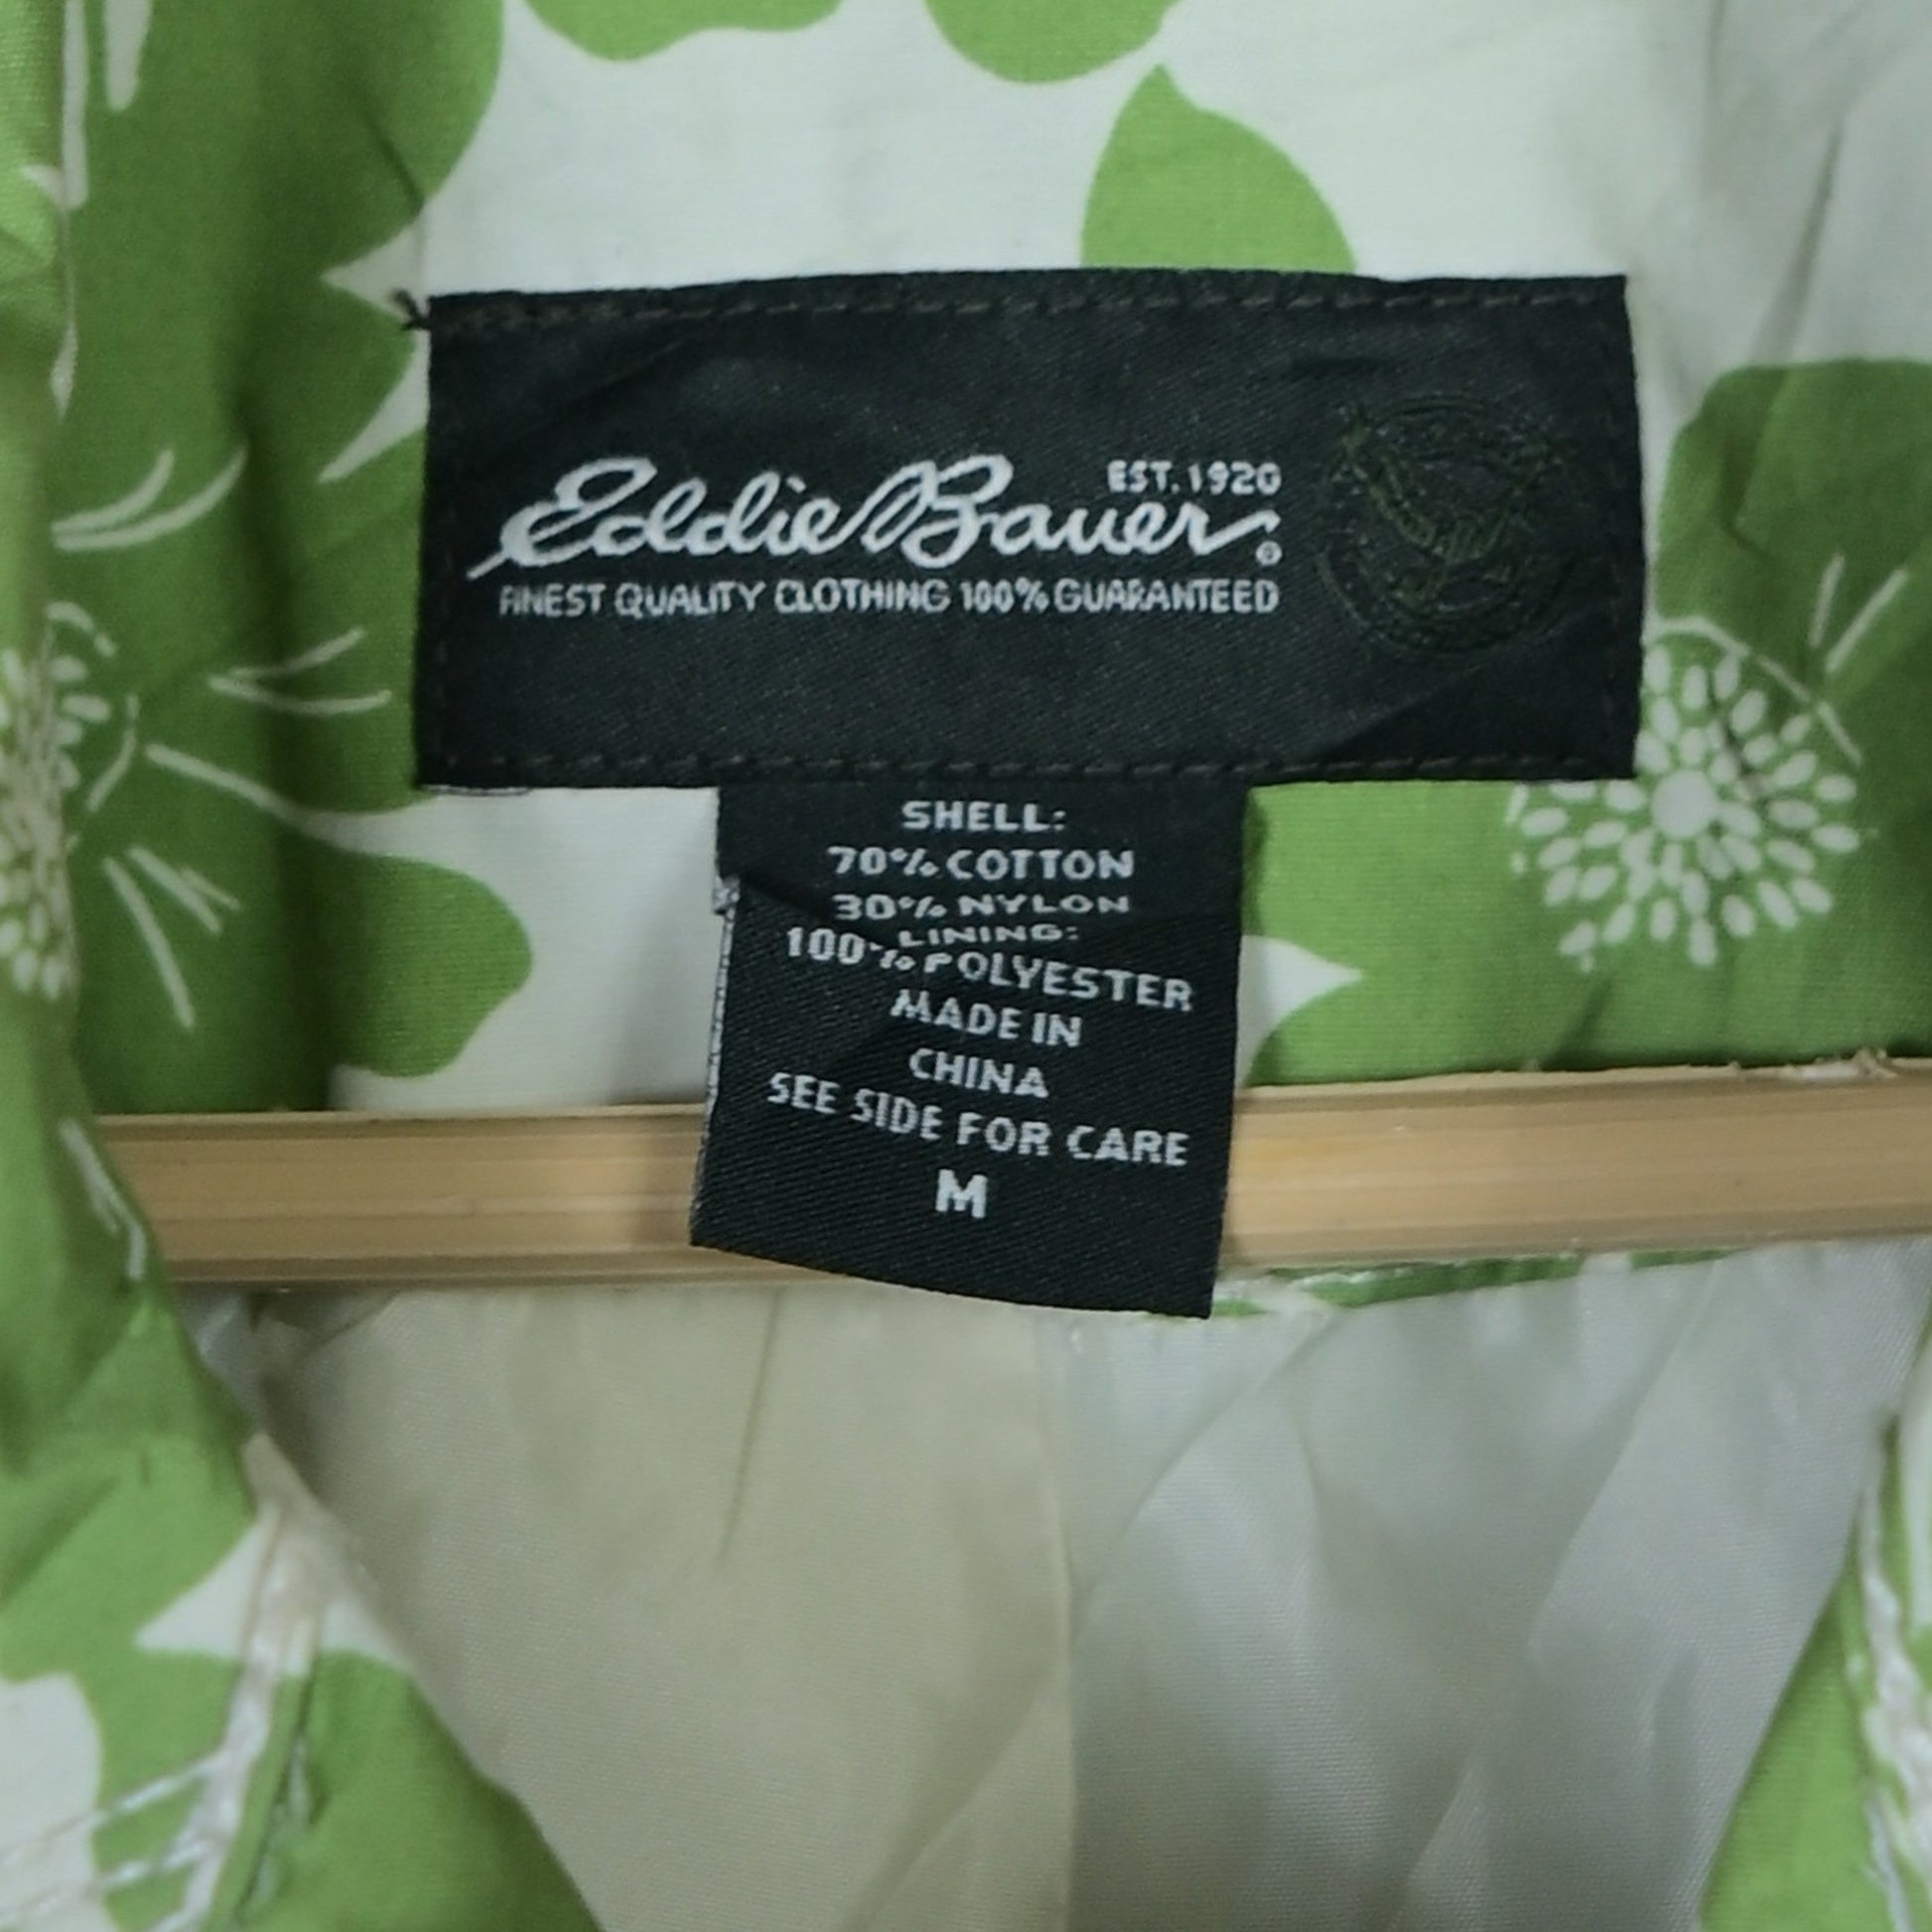 EST. 1920
Eddie Bauer®
FINEST QUALITY CLOTHING 100% GUARANTEED
SHELL:
70% COTTON
30% NYLON
LINING:
100% POLYESTER
MADE IN
CHINA
SEE SIDE FOR CARE
M